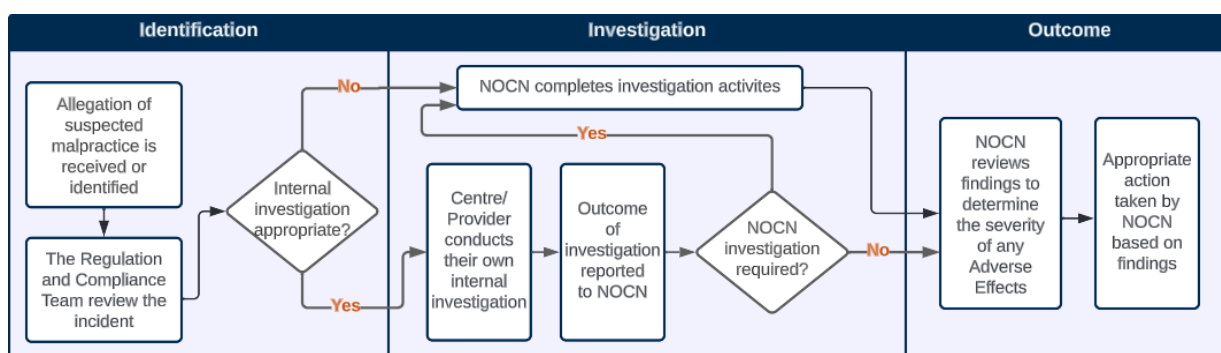 Identification
Investigation
Outcome
Allegation of
suspected
malpractice is
received or
identified
The Regulation
and Compliance
Team review the
incident
Internal
investigation
appropriate?
No
Yes
NOCN completes investigation activites
Yes
Centre/
Provider
conducts
their own
internal
investigation
Outcome
of
investigation
reported
to NOCN
NOCN
investigation
required?
No
NOCN
reviews
findings to
determine
the severity
of any
Adverse
Effects
Appropriate
action
taken by
NOCN
based on
findings